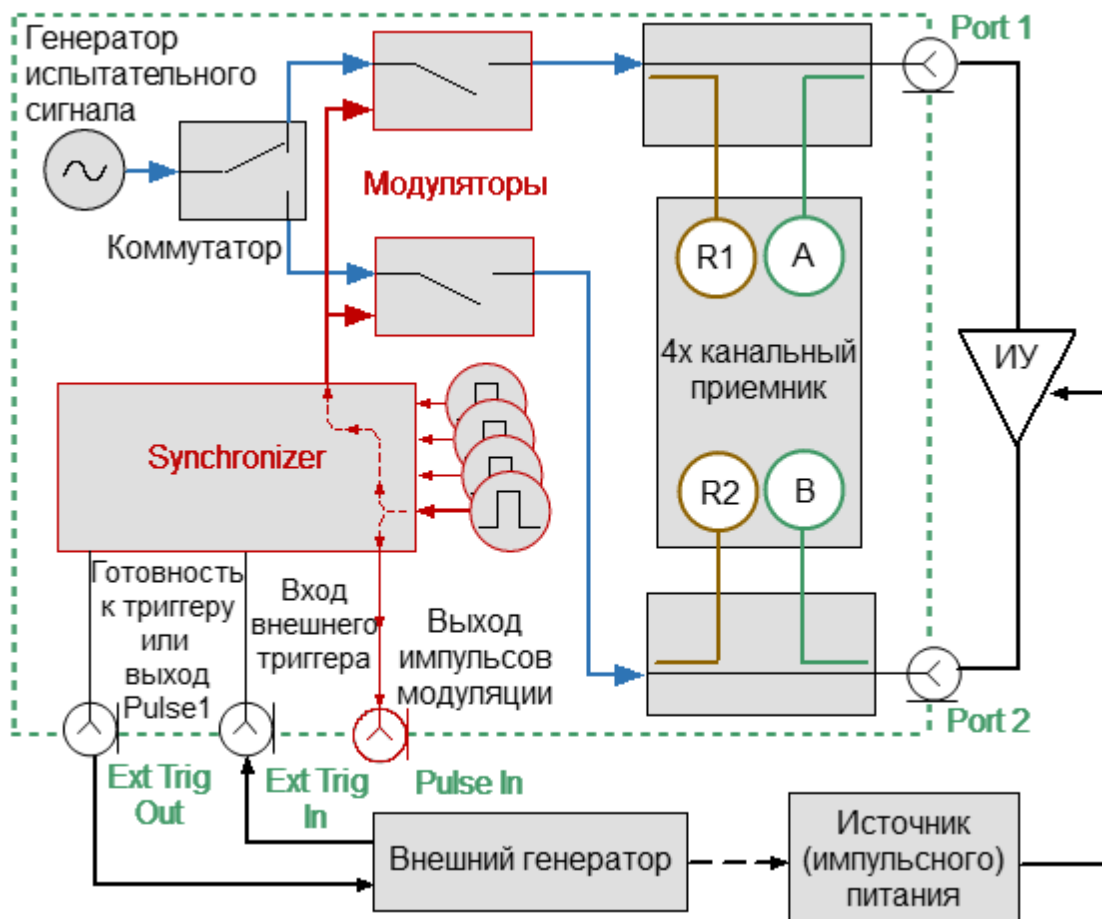 Port 1
Генератор
испытательного
сигнала
Модуляторы
Коммутатор
R1
A
4х канальный
приемник
ИУ
Synchronizer
R2
B
Готовность
к триггеру
или
выход
Pulse1
Вход
внешнего
триггера
Выход
импульсов
модуляции
Port 2
Ext Trig
Out
Ext Trig
In
Pulse In
Внешний генератор
Источник
(импульсного)
питания